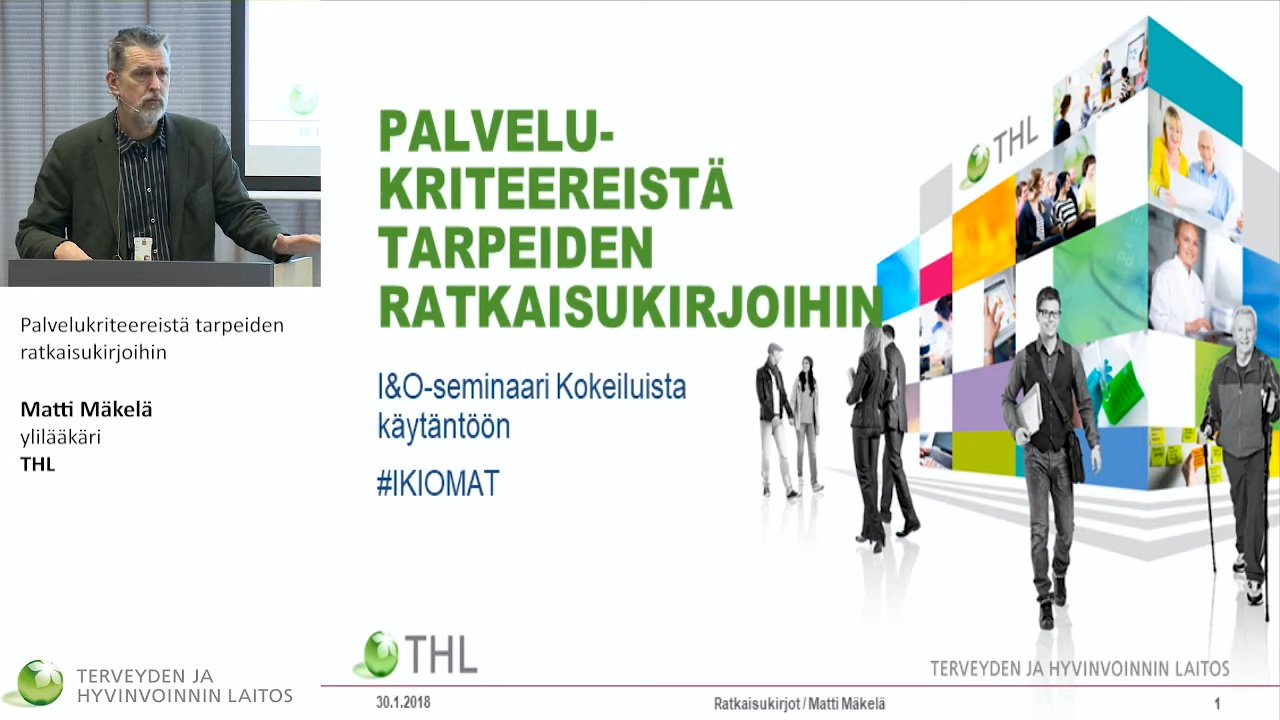 Palvelukriteereistä tarpeiden
ratkaisukirjoihin
Matti Mäkelä
ylilääkäri
THL
TERVEYDEN JA
HYVINVOINNIN LAITOS
PALVELU-
KRITEEREISTÄ
TARPEIDEN
RATKAISUKIRJOIHIN
I&O-seminaari Kokeiluista
käytäntöön
#IKIOMAT
THL
THL
TERVEYDEN JA HYVINVOINNIN LAITOS
30.1.2018
Ratkaisukirjot / Matti Mäkelä
1